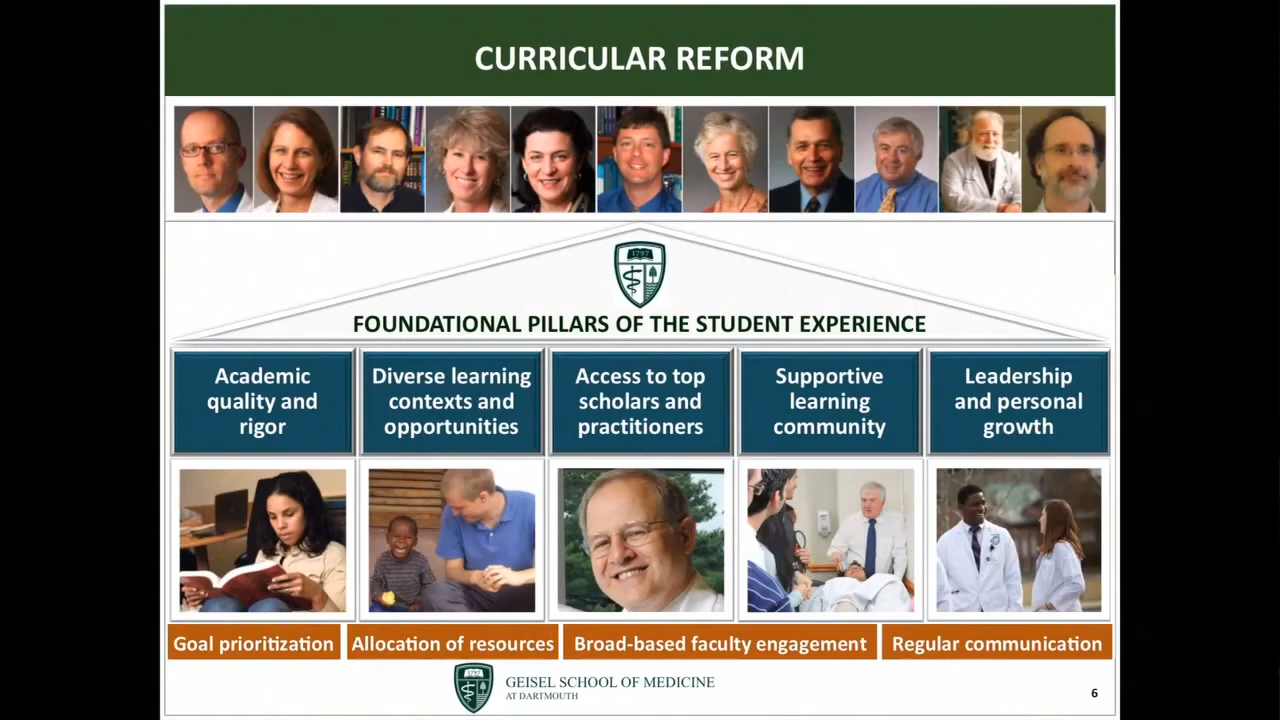 CURRICULAR REFORM
1797
FOUNDATIONAL PILLARS OF THE STUDENT EXPERIENCE
Academic
quality and
rigor
Diverse learning
contexts and
opportunities
Access to top
scholars and
practitioners
Supportive
learning
community
Leadership
and personal
growth
Goal prioritization
Allocation of resources
Broad-based faculty engagement
Regular communication
1797
GEISEL SCHOOL OF MEDICINE
AT DARTMOUTH
6